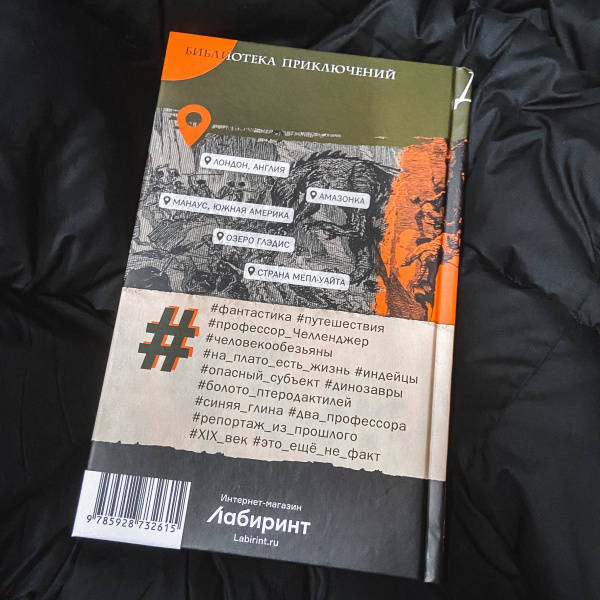 БИБЛИОТЕКА ПРИКЛЮЧЕНИЙ
ЛОНДОН, АНГЛИЯ
АМАЗОНКА
МАНАУС, ЮЖНАЯ АМЕРИКА
ОЗЕРО ГЛЭДИС
СТРАНА МЕПЛ-УАЙТА
#
#фантастика #путешествия
#профессор_Челленджер
#человекообезьяны
#на_плато_есть_жизнь #индейцы
#опасный_субъект #динозавры
#болото_птеродактилей
#синяя_глина #два_профессора
#репортаж_из_прошлого
#XIX_век #это_ещё_не_факт
9 785928 732615
Интернет-магазин
Лабиринт
Labirint.ru